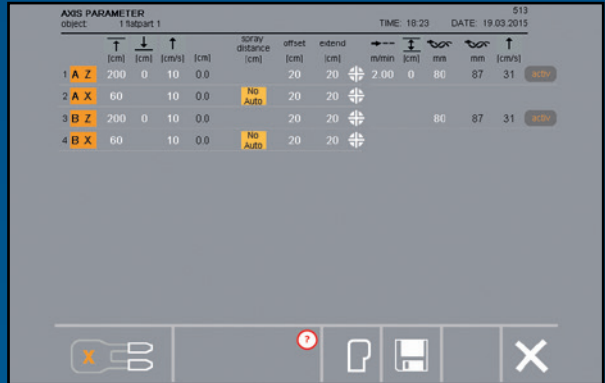 AXIS PARAMETER 513
object: 1 flatpart 1 TIME: 18:23 DATE: 19.03.2015
spray
distance offset extend
[cm] [cm] [cm/s] [cm] [cm] [cm] [cm] m/min [cm] mm mm [cm/s]
1 A Z 200 0 10 0.0 20 20 2.00 0 80 87 31 activ
2 A X 60 10 0.0 No Auto 20 20
3 B Z 200 0 10 0.0 20 20 80 87 31 activ
4 B X 60 10 0.0 No Auto 20 20
X ?